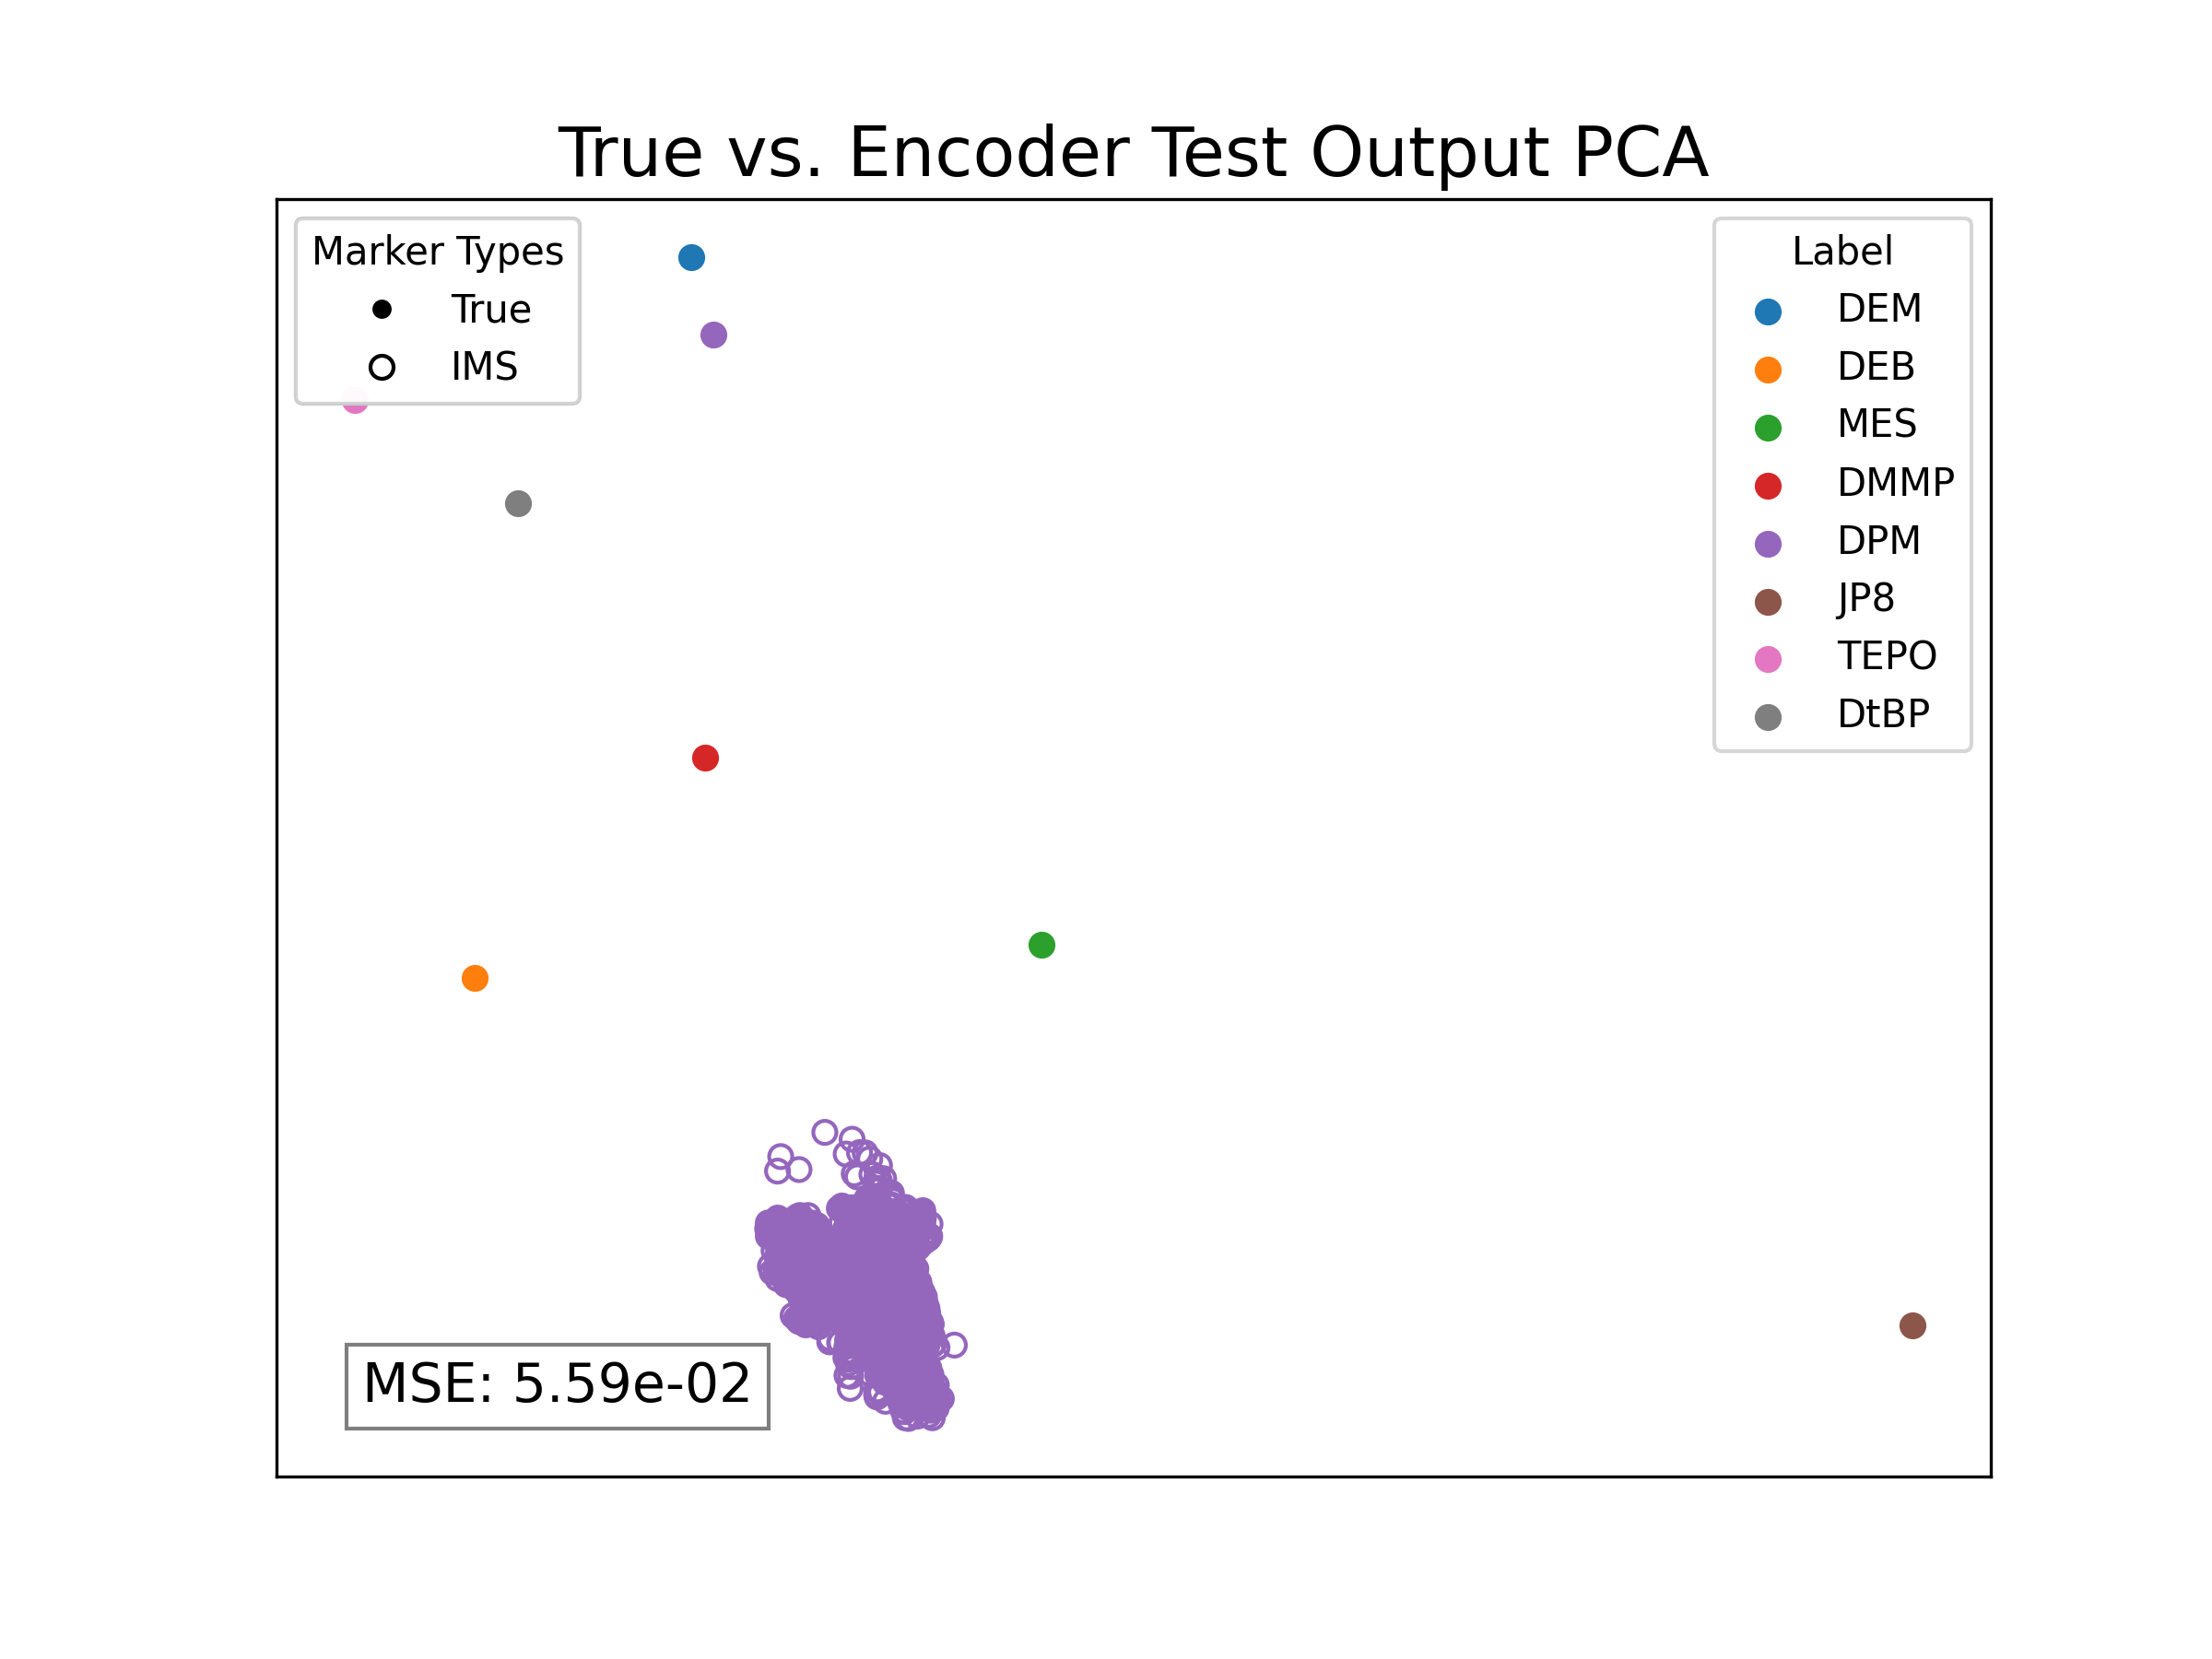 True vs. Encoder Test Output PCA
Marker Types
True
IMS
Label
DEM
DEB
MES
DMMP
DPM
JP8
TEPO
DtBP
MSE: 5.59e-02